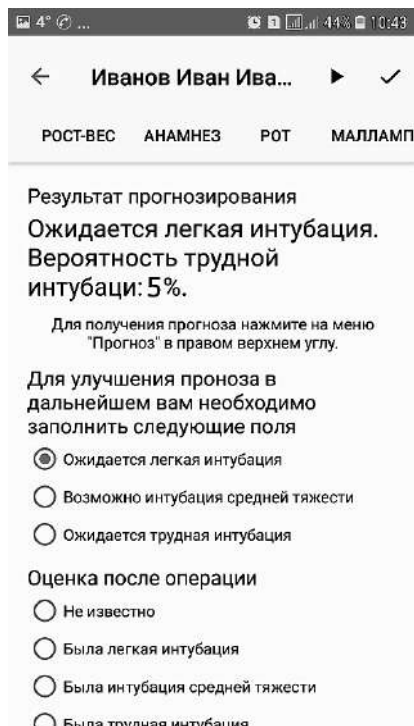 4° ...
44% 10:43
Иванов Иван Ива...
РОСТ-ВЕС АНАМНЕЗ РОТ МАЛЛАМП
Результат прогнозирования
Ожидается легкая интубация.
Вероятность трудной
интубаци: 5%.
Для получения прогноза нажмите на меню
"Прогноз" в правом верхнем углу.
Для улучшения проноза в
дальнейшем вам необходимо
заполнить следующие поля
Ожидается легкая интубация
Возможно интубация средней тяжести
Ожидается трудная интубация
Оценка после операции
Не известно
Была легкая интубация
Была интубация средней тяжести
Была трудная интубация